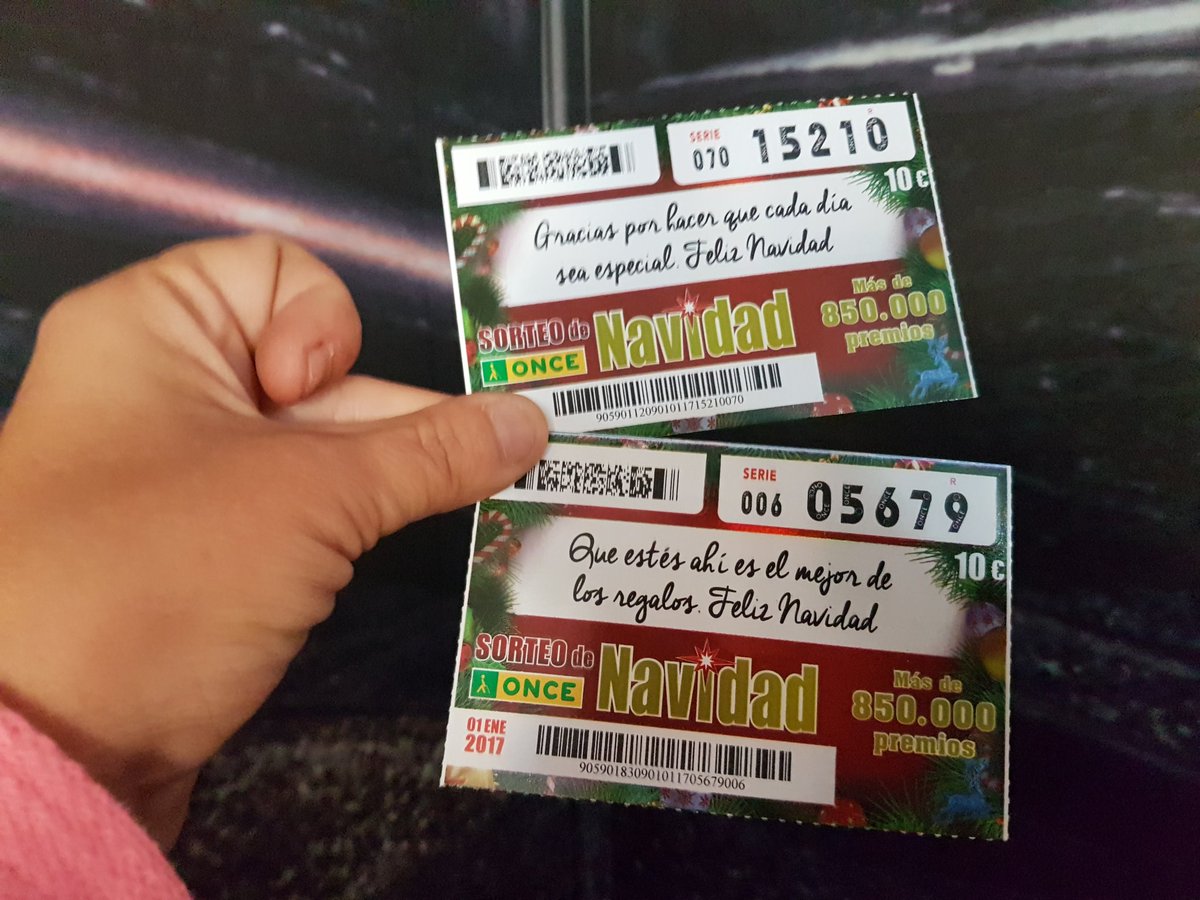 SERIE
R
070 15210
10 €
Gracias por hacer que cada día
sea especial. Feliz Navidad
SORTEO de Navidad
ONCE
Más de
850.000
premios
905901120901011715210070
SERIE
R
006 05679
10 €
Que estés ahí es el mejor de
los regalos. Feliz Navidad
SORTEO de Navidad
ONCE
Más de
850.000
premios
01 ENE
2017
905901830901011705679006